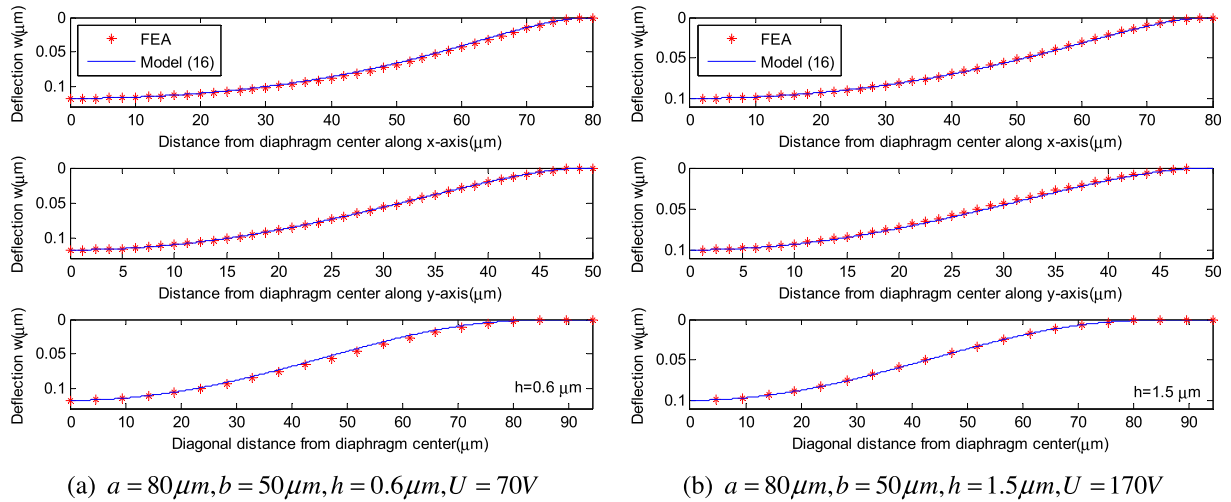 Deflection w(μm)
0
0.05
0.1
FEA
Model (16)
0 10 20 30 40 50 60 70 80
Distance from diaphragm center along x-axis(μm)
Deflection w(μm)
0
0.05
0.1
0 5 10 15 20 25 30 35 40 45 50
Distance from diaphragm center along y-axis(μm)
Deflection w(μm)
0
0.05
0.1
h=0.6 μm
0 10 20 30 40 50 60 70 80 90
Diagonal distance from diaphragm center(μm)
(a) a = 80μm, b = 50μm, h = 0.6μm, U = 70V
Deflection w(μm)
0
0.05
0.1
FEA
Model (16)
0 10 20 30 40 50 60 70 80
Distance from diaphragm center along x-axis(μm)
Deflection w(μm)
0
0.05
0.1
0 5 10 15 20 25 30 35 40 45 50
Distance from diaphragm center along y-axis(μm)
Deflection w(μm)
0
0.05
0.1
h=1.5 μm
0 10 20 30 40 50 60 70 80 90
Diagonal distance from diaphragm center(μm)
(b) a = 80μm, b = 50μm, h = 1.5μm, U = 170V